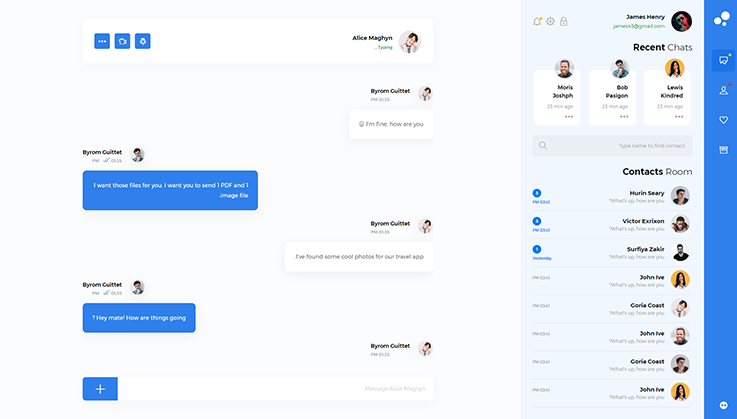 Alice Maghyn
...Typing
Byrom Guittet
PM 01:35
😊 I'm fine, how are you
Byrom Guittet
PM 01:35
I want those files for you. I want you to send 1 PDF and 1
.image file
Byrom Guittet
PM 01:35
.I've found some cool photos for our travel app
Byrom Guittet
PM 01:35
? Hey mate! How are things going
Byrom Guittet
PM 01:35
Message Alice Maghyn
James Henry
james43@gmail.com
Recent Chats
Moris
Joshph
23 min ago
Bob
Pasigon
23 min ago
Lewis
Kindred
23 min ago
Type name to find contact
Contacts Room
3
Hurin Seary
PM 03:41
?What's up, how are you
5
Victor Exrixon
PM 03:41
?What's up, how are you
1
Surfiya Zakir
Yesterday
?What's up, how are you
PM 03:41
John Ive
?What's up, how are you
PM 03:41
Goria Coast
?What's up, how are you
PM 03:41
John Ive
?What's up, how are you
PM 03:41
Goria Coast
?What's up, how are you
PM 03:41
John Ive
?What's up, how are you